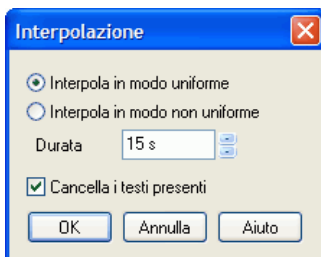 Interpolazione
Interpola in modo uniforme
Interpola in modo non uniforme
Durata 15 s
Cancella i testi presenti
OK Annulla Aiuto